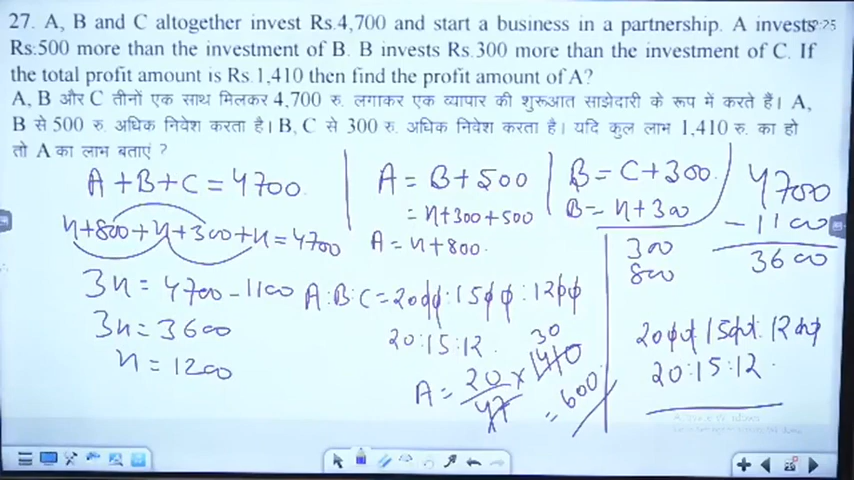 27. A, B and C altogether invest Rs.4,700 and start a business in a partnership. A invests
Rs.500 more than the investment of B. B invests Rs.300 more than the investment of C. If
the total profit amount is Rs.1,410 then find the profit amount of A?
A, B और C तीनों एक साथ मिलकर 4,700 रु. लगाकर एक व्यापार की शुरूआत साझेदारी के रूप में करते हैं। A,
B से 500 रु. अधिक निवेश करता है। B, C से 300 रु. अधिक निवेश करता है। यदि कुल लाभ 1,410 रु. का हो
तो A का लाभ बताएं ?
A+B+C = 4700
x+800+x+300+x = 4700
3x = 4700 - 1100
3x = 3600
x = 1200
A = B+500
= x+300+500
A = x+800
A:B:C = 2000:1500:1200
20:15:12
A = 20/47 × 1410
30
= 600
B = C+300
B = x+300
4700
- 1100
3600
300
800
2000:1500:1200
20:15:12